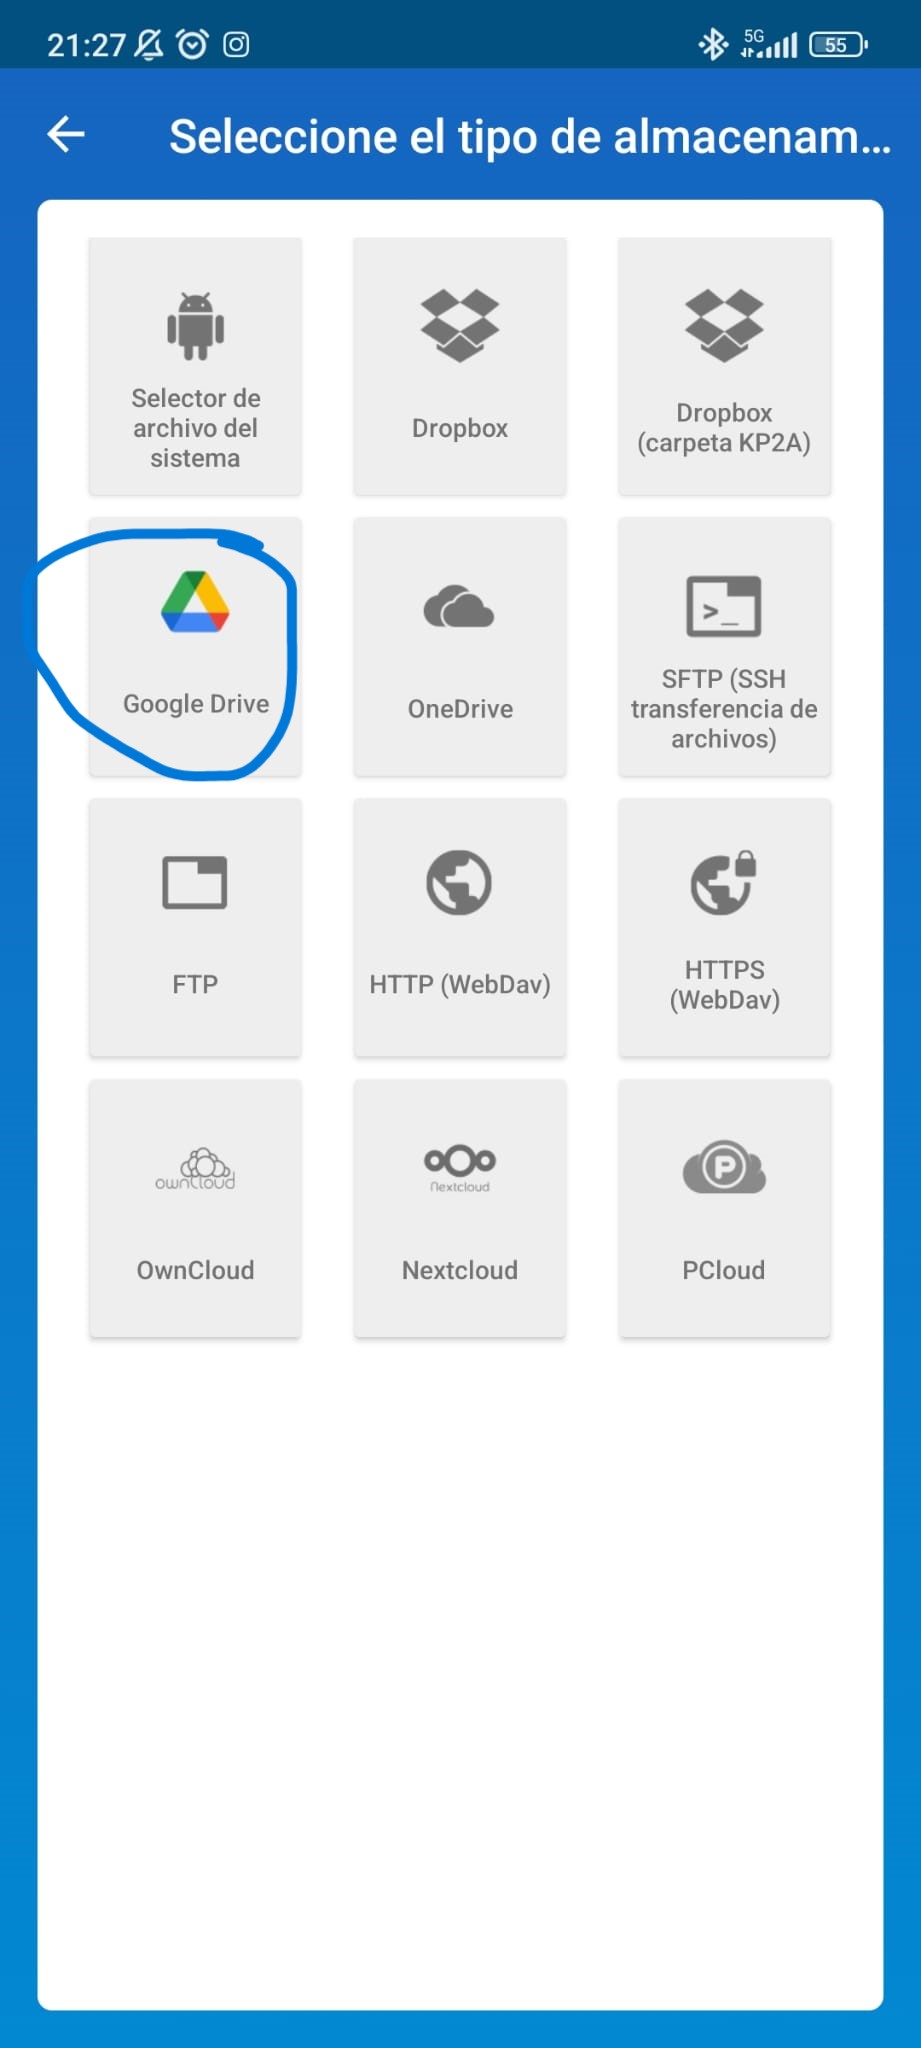 21:27
5G
55
Seleccione el tipo de almacenam...
Selector de
archivo del
sistema
Dropbox
Dropbox
(carpeta KP2A)
Google Drive
OneDrive
>_
SFTP (SSH
transferencia de
archivos)
FTP
HTTP (WebDav)
HTTPS
(WebDav)
ownCloud
OwnCloud
Nextcloud
Nextcloud
P
PCloud